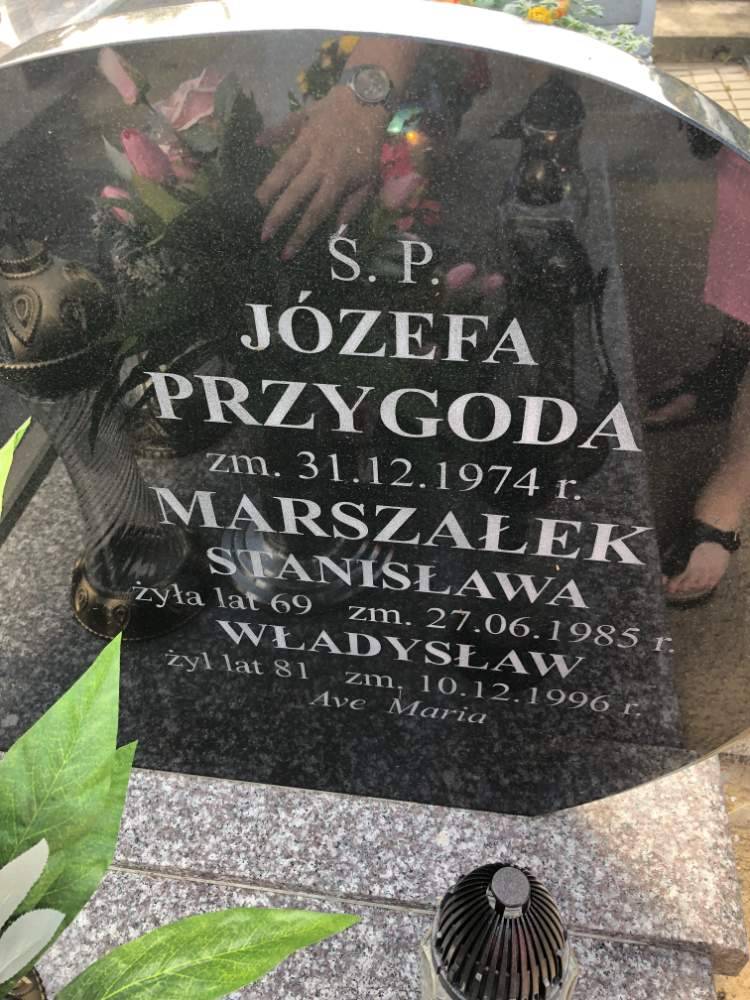 Ś. P.
JÓZEFA
PRZYGODA
zm. 31.12.1974 r.
MARSZAŁEK
STANISŁAWA
żyła lat 69 zm. 27.06.1985 r.
WŁADYSŁAW
żył lat 81 zm. 10.12.1996 r.
Ave Maria